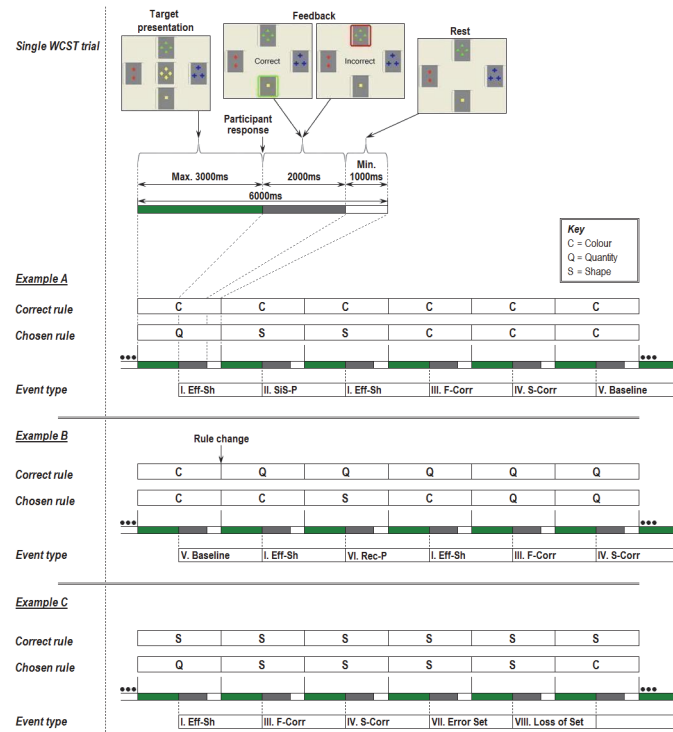 Target presentation
Feedback
Rest
Single WCST trial
Correct
Incorrect
Participant response
Max. 3000ms
2000ms
Min. 1000ms
6000ms
Key
C = Colour
Q = Quantity
S = Shape
Example A
Correct rule C C C C C C
Chosen rule Q S S C C C
Event type I. Eff-Sh II. SiS-P I. Eff-Sh III. F-Corr IV. S-Corr V. Baseline
Example B
Rule change
Correct rule C Q Q Q Q Q
Chosen rule C C S C Q Q
Event type V. Baseline I. Eff-Sh VI. Rec-P I. Eff-Sh III. F-Corr IV. S-Corr
Example C
Correct rule S S S S S S
Chosen rule Q S S S S C
Event type I. Eff-Sh III. F-Corr IV. S-Corr VII. Error Set VIII. Loss of Set